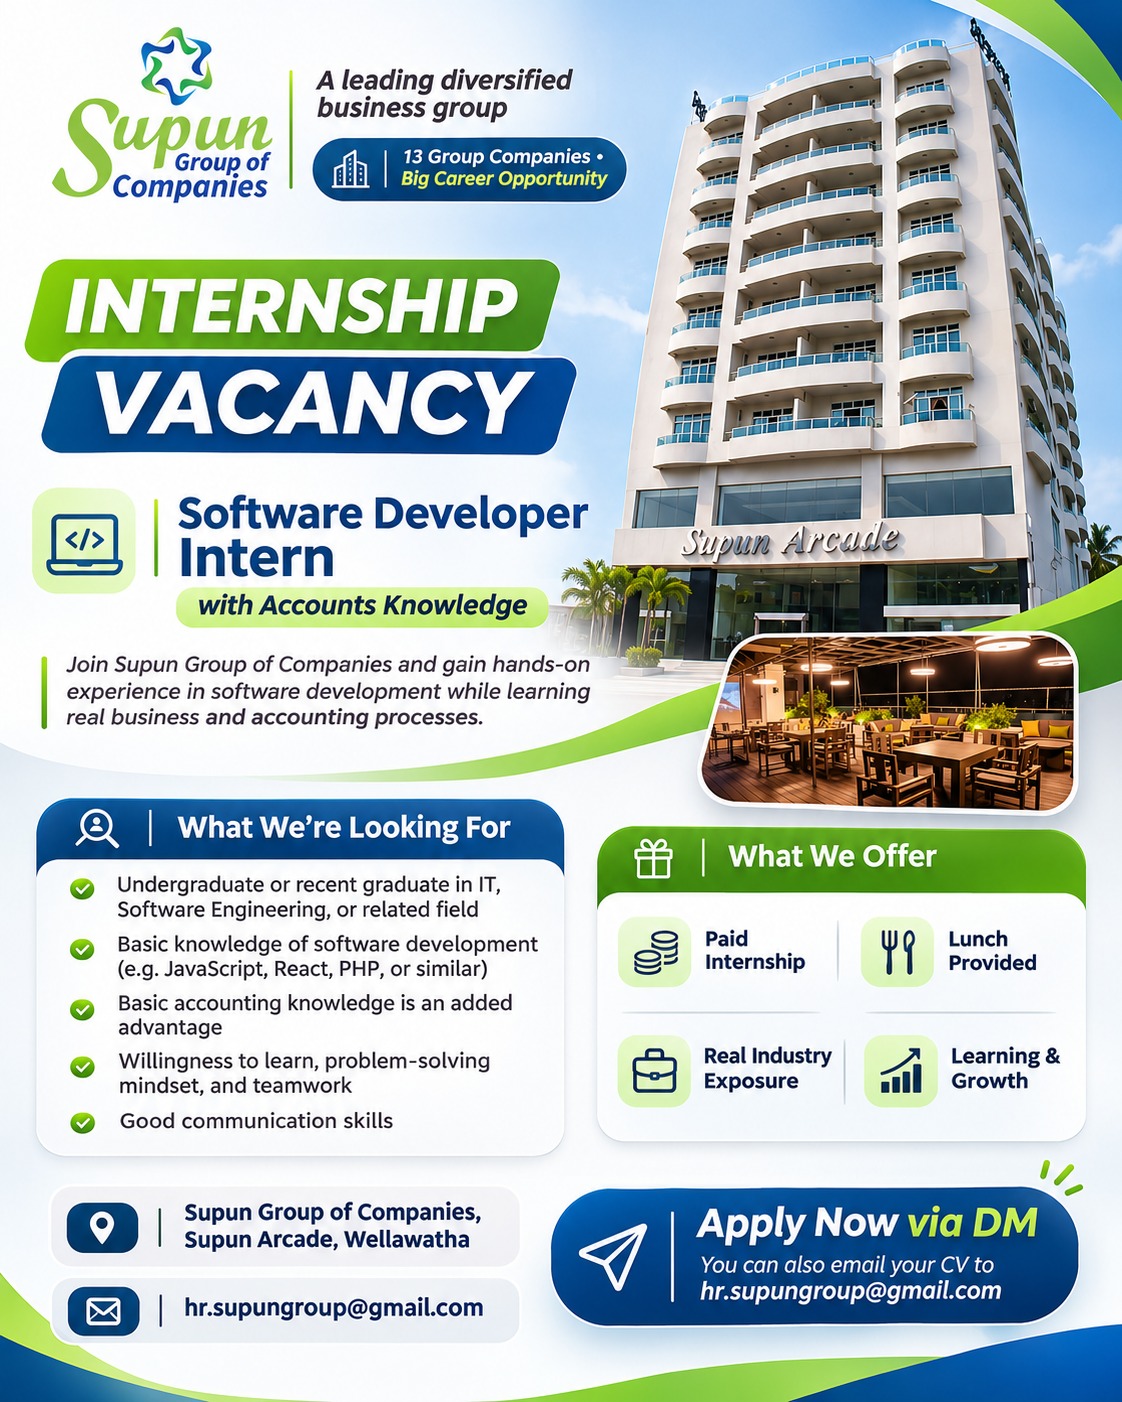 Supun
Group of
Companies
A leading diversified
business group
13 Group Companies •
Big Career Opportunity
INTERNSHIP
VACANCY
Supun Arcade
</> Software Developer
Intern
with Accounts Knowledge
Join Supun Group of Companies and gain hands-on
experience in software development while learning
real business and accounting processes.
What We're Looking For
Undergraduate or recent graduate in IT,
Software Engineering, or related field
Basic knowledge of software development
(e.g. JavaScript, React, PHP, or similar)
Basic accounting knowledge is an added
advantage
Willingness to learn, problem-solving
mindset, and teamwork
Good communication skills
What We Offer
Paid
Internship
Lunch
Provided
Real Industry
Exposure
Learning &
Growth
Supun Group of Companies,
Supun Arcade, Wellawatha
hr.supungroup@gmail.com
Apply Now via DM
You can also email your CV to
hr.supungroup@gmail.com